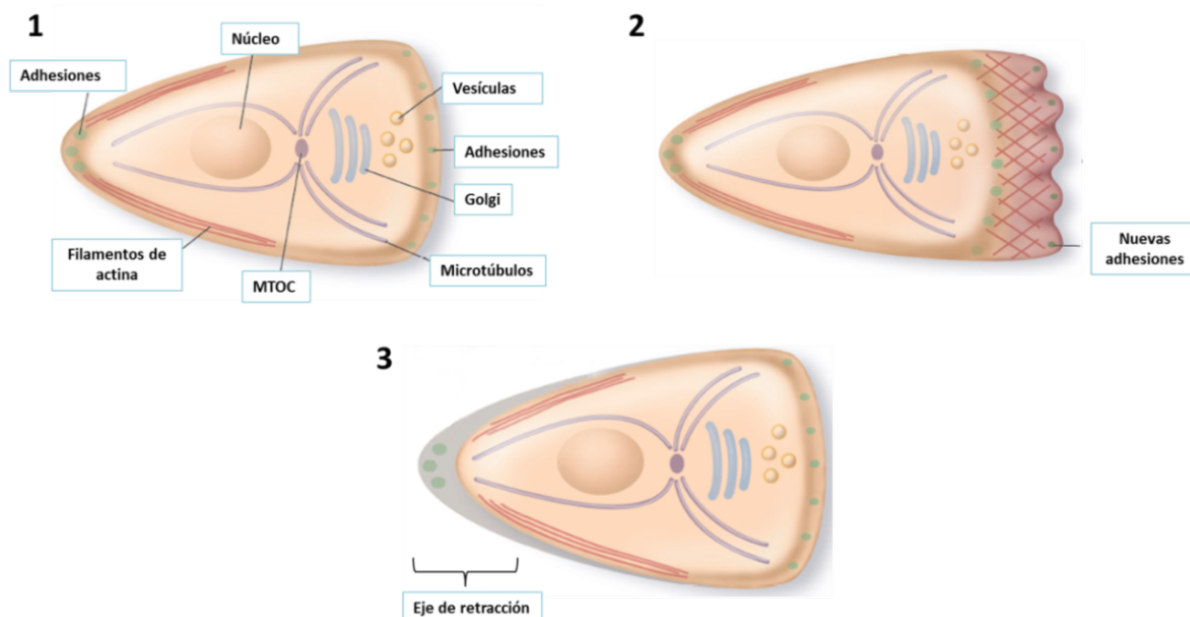 1
Núcleo
Adhesiones
Vesículas
Adhesiones
Golgi
Filamentos de
actina
MTOC
Microtúbulos
2
Nuevas
adhesiones
3
Eje de retracción